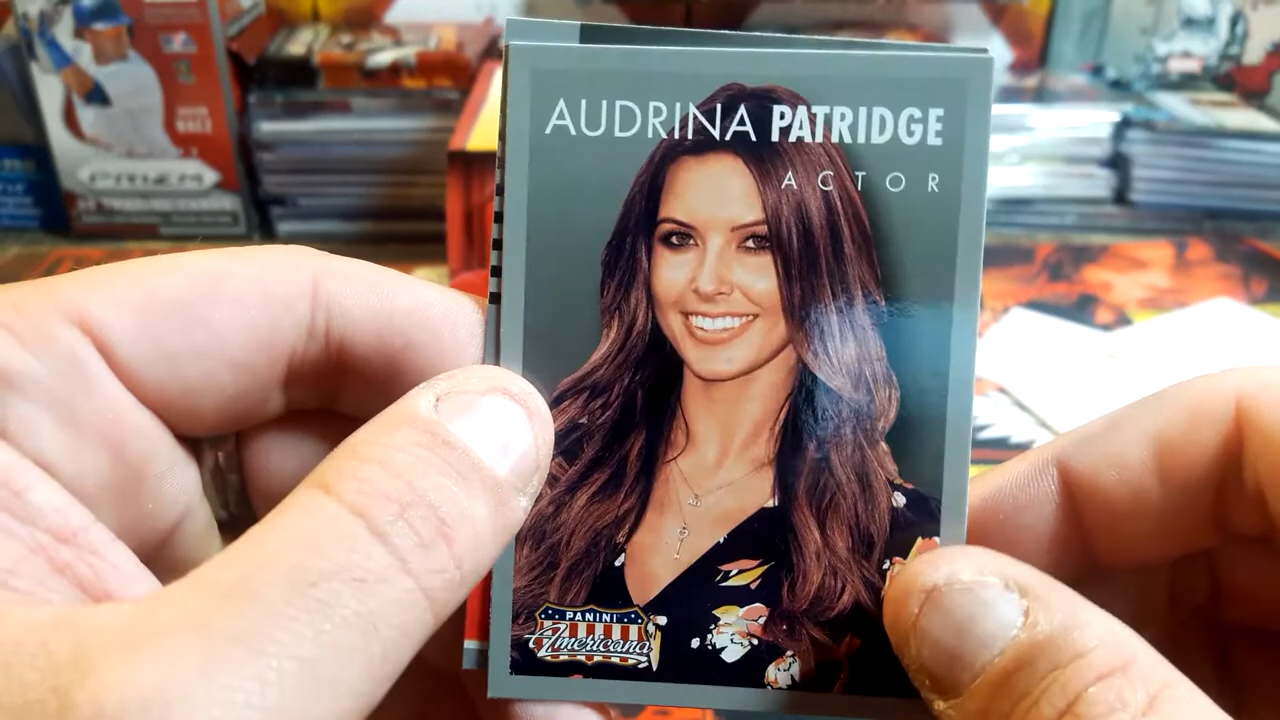 AUDRINA PATRIDGE
ACTOR
PANINI
Americana
PRIZM